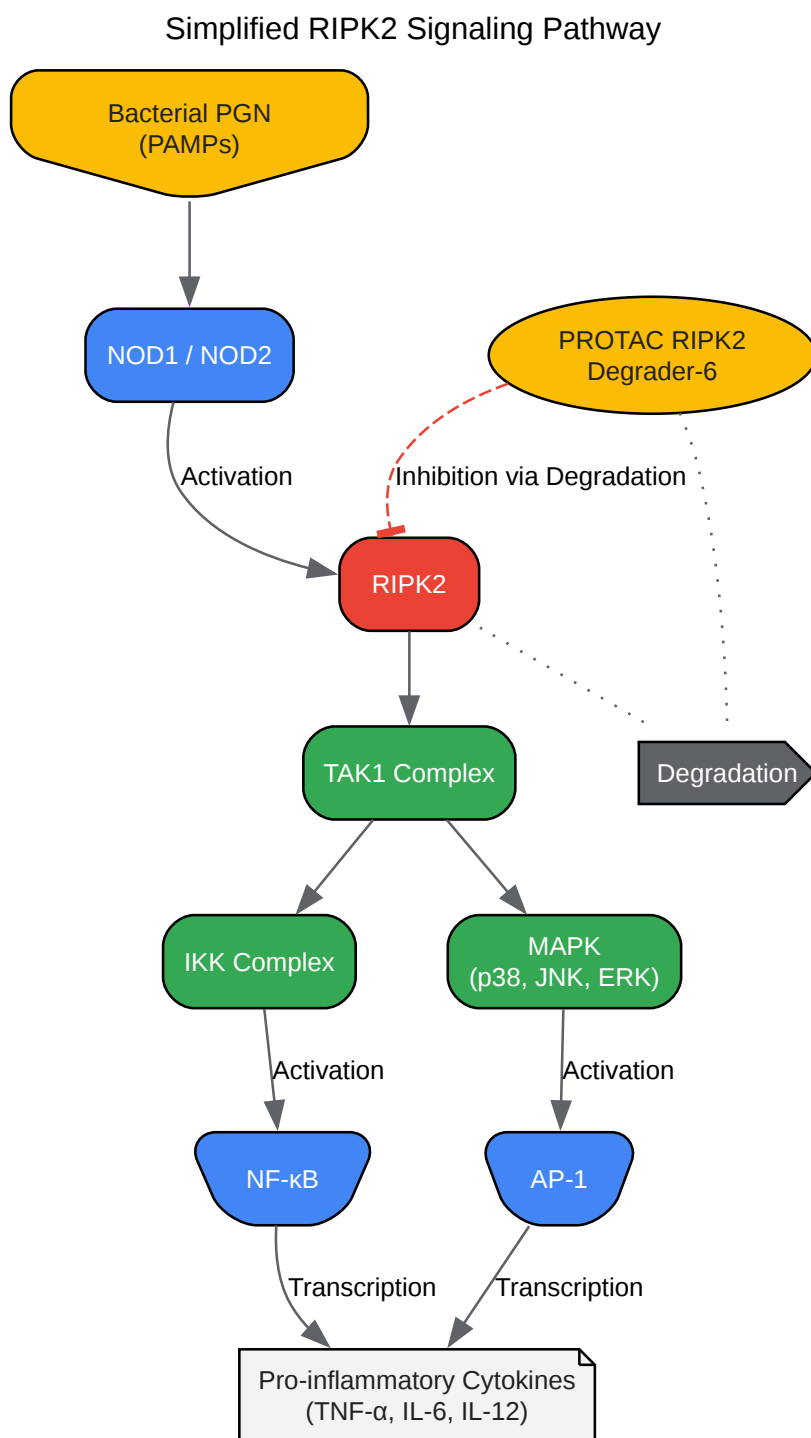 Simplified RIPK2 Signaling Pathway
Bacterial PGN
(PAMPs)
NOD1 / NOD2
PROTAC RIPK2
Degrader-6
Activation
Inhibition via Degradation
RIPK2
TAK1 Complex
Degradation
IKK Complex
MAPK
(p38, JNK, ERK)
Activation
Activation
NF-κB
AP-1
Transcription
Transcription
Pro-inflammatory Cytokines
(TNF-α, IL-6, IL-12)